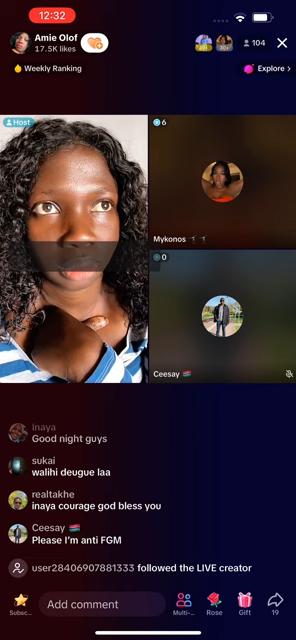 12:32
Amie Olof
17.5K likes
20+
30+
104
Weekly Ranking
Explore >
Host
6
Mykonos
0
Ceesay 🇬🇲
Inaya
Good night guys
sukai
walihi deugue laa
realtakhe
inaya courage god bless you
Ceesay 🇬🇲
Please I'm anti FGM
user28406907881333 followed the LIVE creator
Subsc...
Add comment
Multi-...
Rose
Gift
19